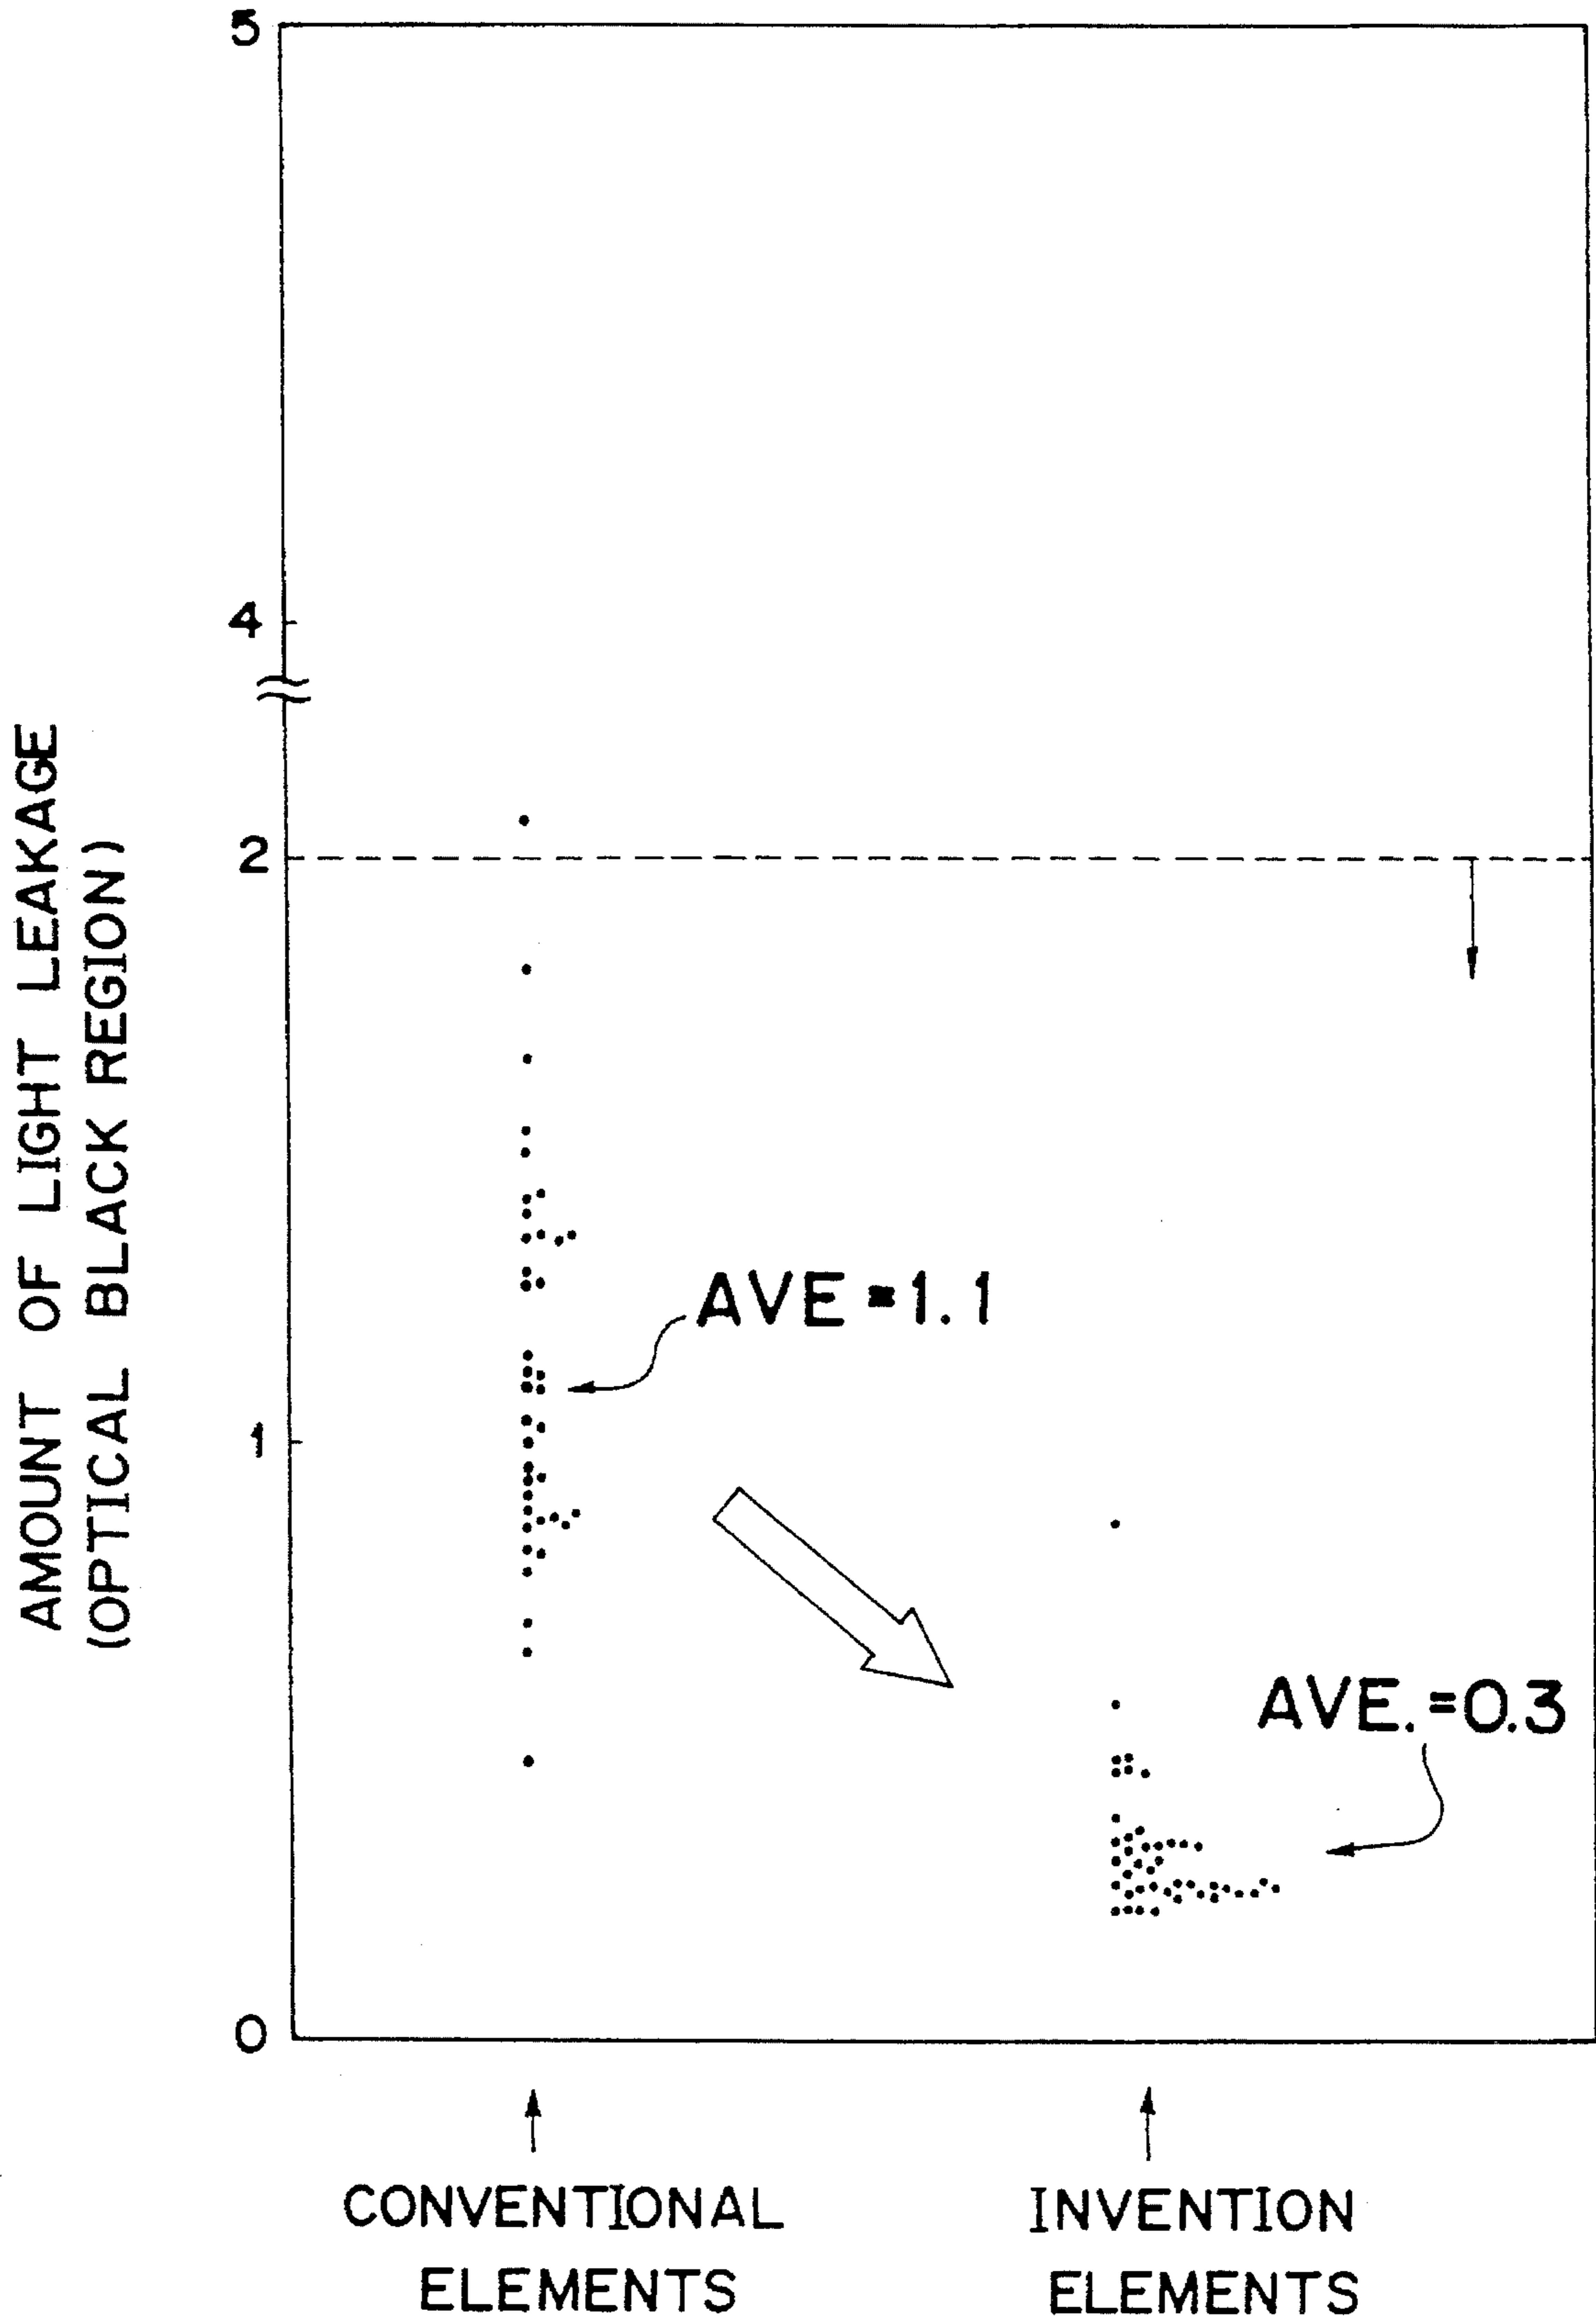 5
4
2
1
0
AMOUNT OF LIGHT LEAKAGE
(OPTICAL BLACK REGION)
AVE=1.1
AVE.=0.3
CONVENTIONAL
ELEMENTS
INVENTION
ELEMENTS